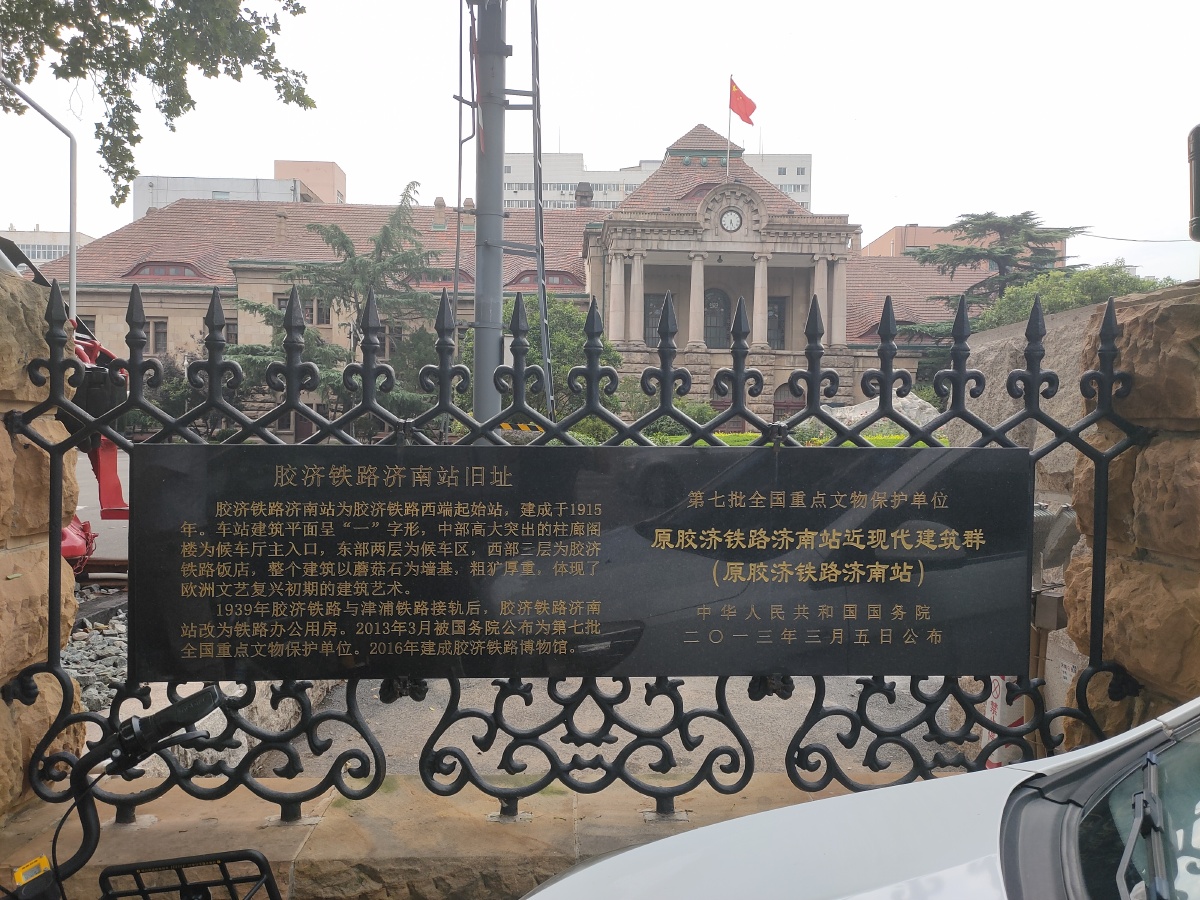 胶济铁路济南站旧址
胶济铁路济南站为胶济铁路西端起始站，建成于1915
年。车站建筑平面呈“一”字形，中部高大突出的柱廊阁
楼为候车厅主入口，东部两层为候车区，西部三层为胶济
铁路饭店，整个建筑以蘑菇石为墙基，粗犷厚重，体现了
欧洲文艺复兴初期的建筑艺术。
1939年胶济铁路与津浦铁路接轨后，胶济铁路济南
站改为铁路办公用房。2013年3月被国务院公布为第七批
全国重点文物保护单位。2016年建成胶济铁路博物馆。
第七批全国重点文物保护单位
原胶济铁路济南站近现代建筑群
（原胶济铁路济南站）
中华人民共和国国务院
二〇一三年三月五日公布